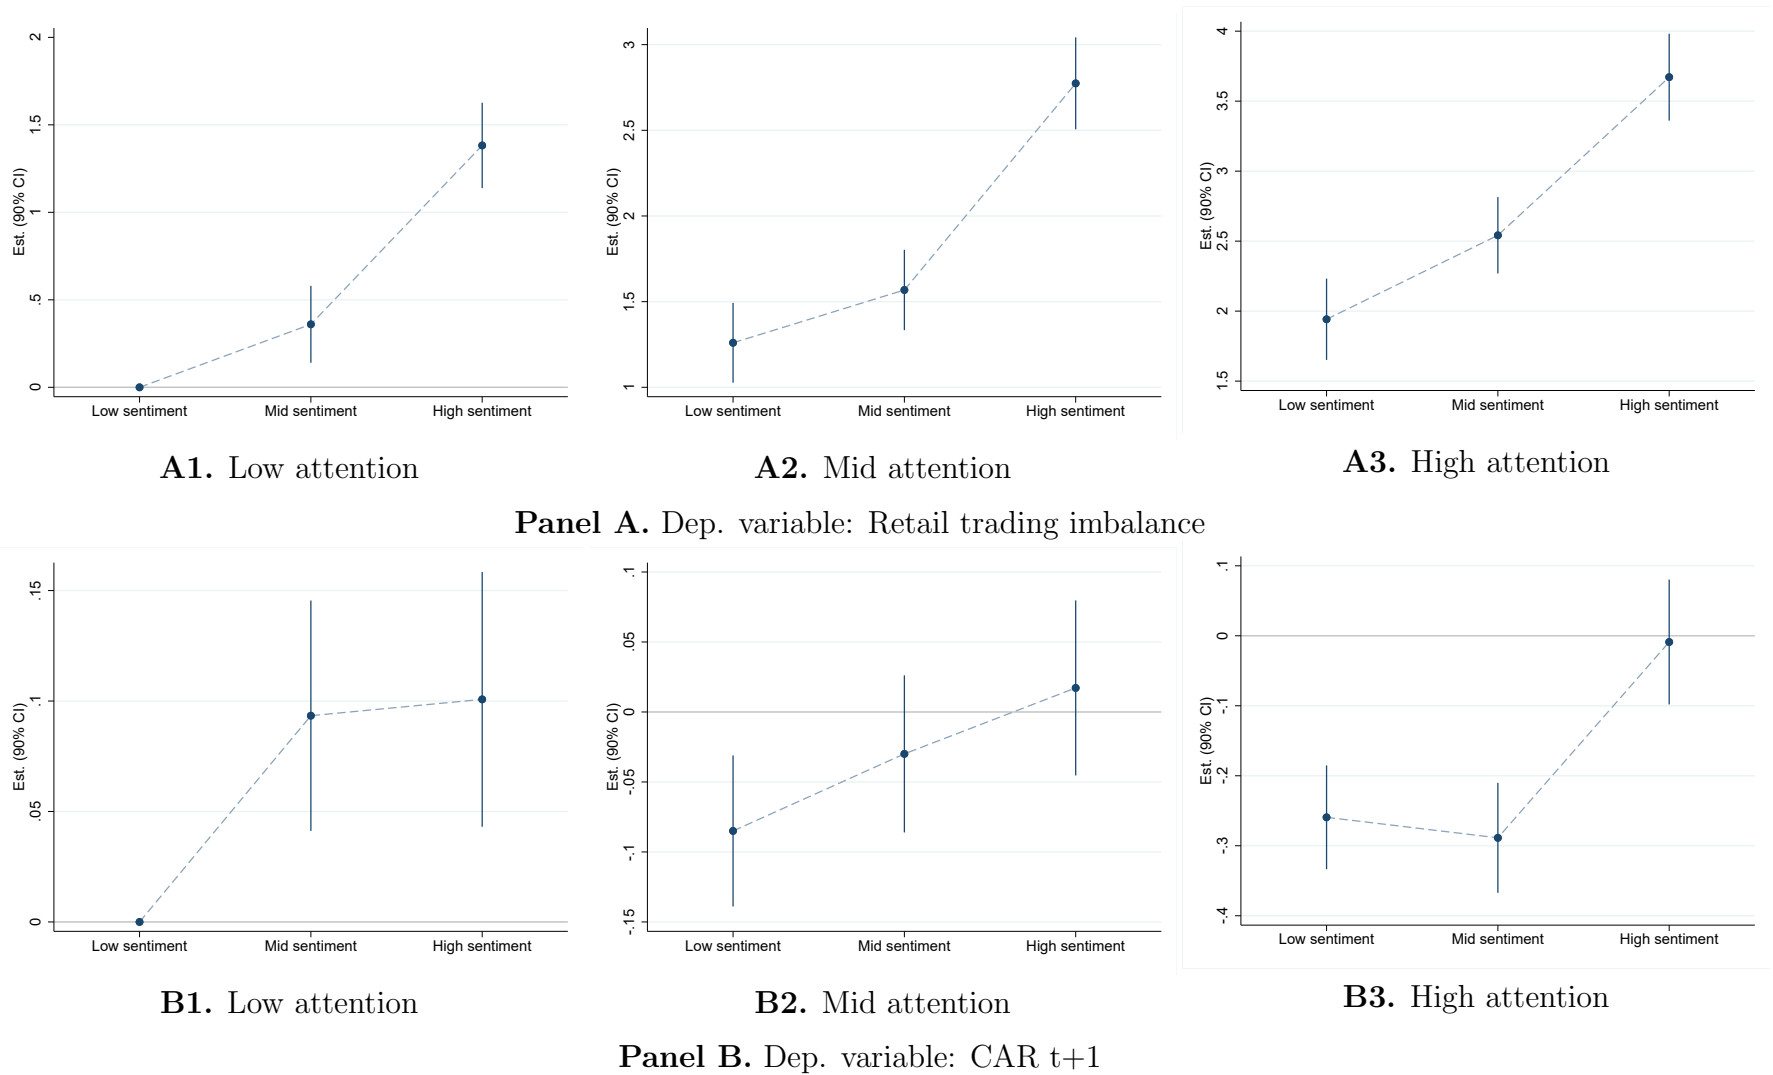 2
1.5
1
.5
0
Est. (90% CI)
Low sentiment Mid sentiment High sentiment
A1. Low attention
3
2.5
2
1.5
1
Est. (90% CI)
Low sentiment Mid sentiment High sentiment
A2. Mid attention
4
3.5
3
2.5
2
1.5
Est. (90% CI)
Low sentiment Mid sentiment High sentiment
A3. High attention
Panel A. Dep. variable: Retail trading imbalance
.15
.1
.05
0
Est. (90% CI)
Low sentiment Mid sentiment High sentiment
B1. Low attention
.1
.05
0
-.05
-.1
-.15
Est. (90% CI)
Low sentiment Mid sentiment High sentiment
B2. Mid attention
.1
0
-.1
-.2
-.3
-.4
Est. (90% CI)
Low sentiment Mid sentiment High sentiment
B3. High attention
Panel B. Dep. variable: CAR t+1